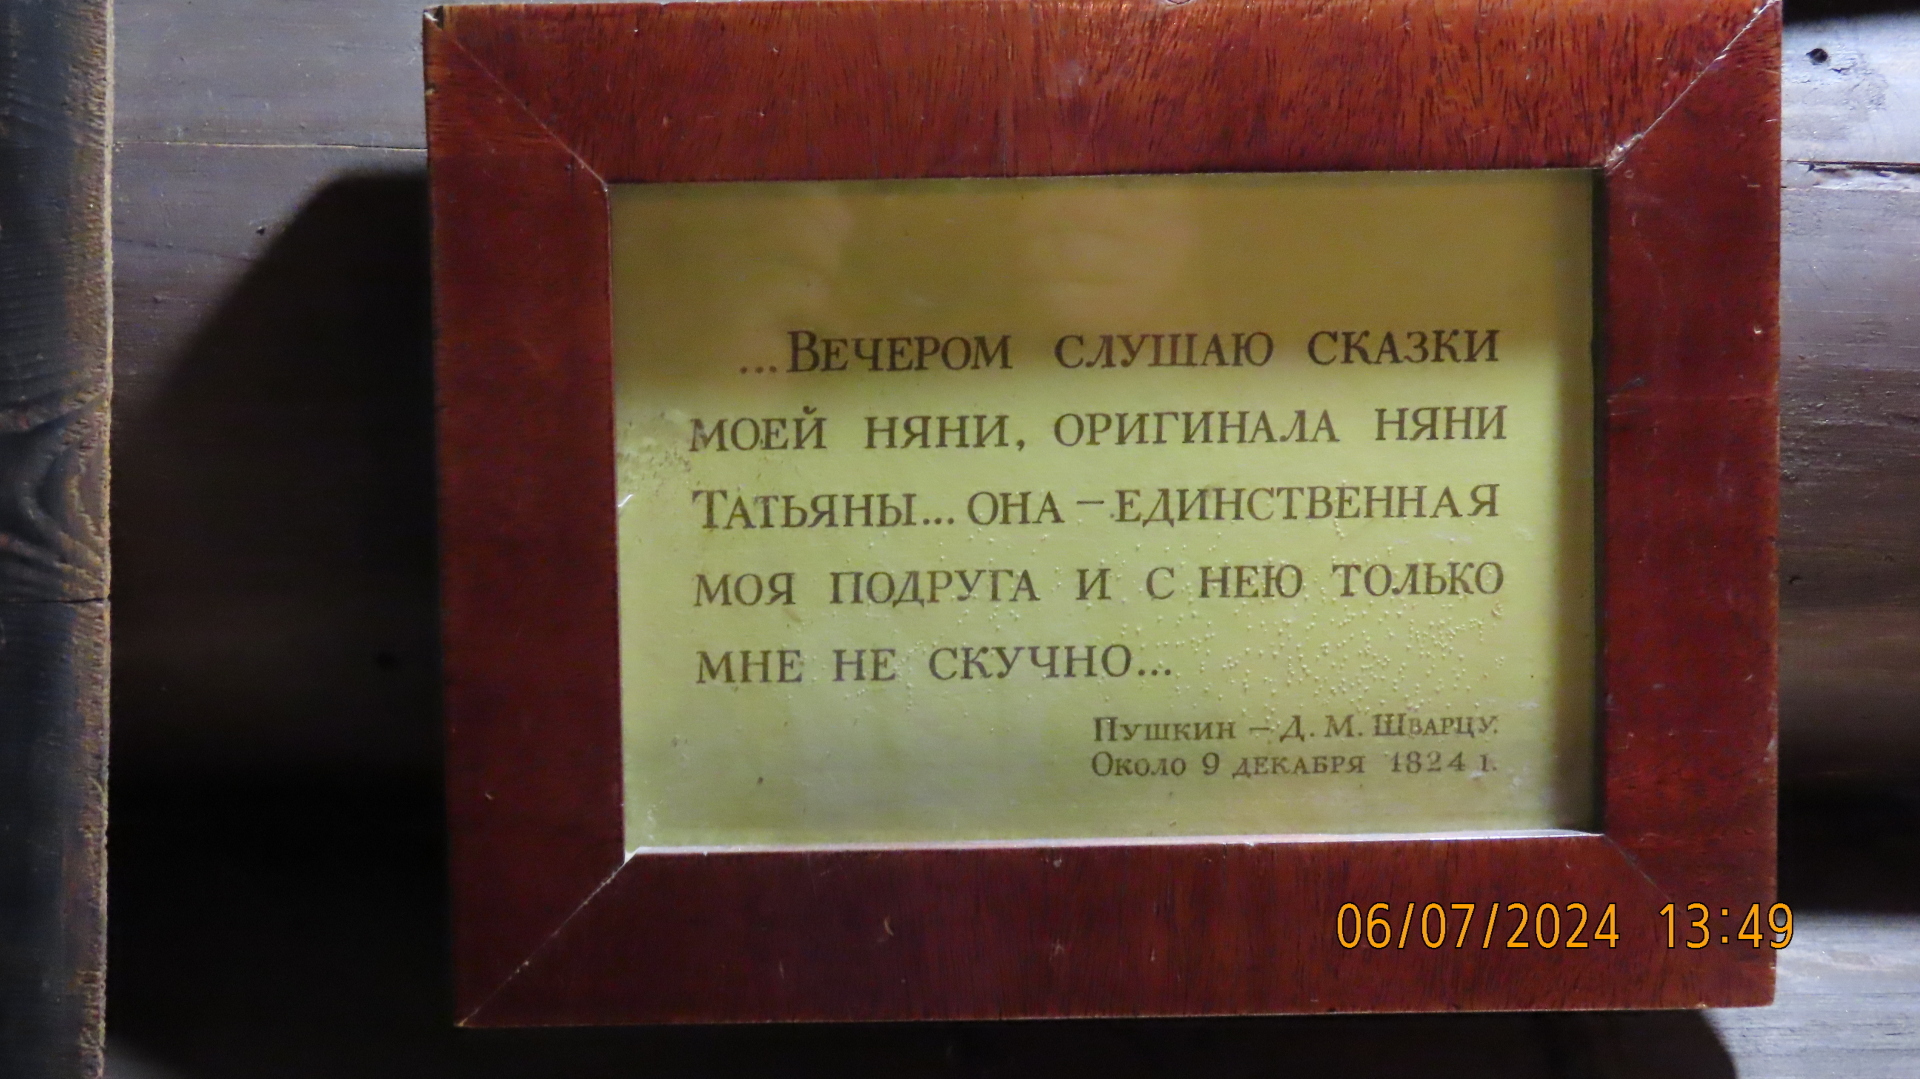 ...Вечером слушаю сказки
моей няни, оригинала няни
Татьяны... она – единственная
моя подруга и с нею только
мне не скучно...
Пушкин – Д. М. Шварцу.
Около 9 декабря 1824 г.
06/07/2024 13:49